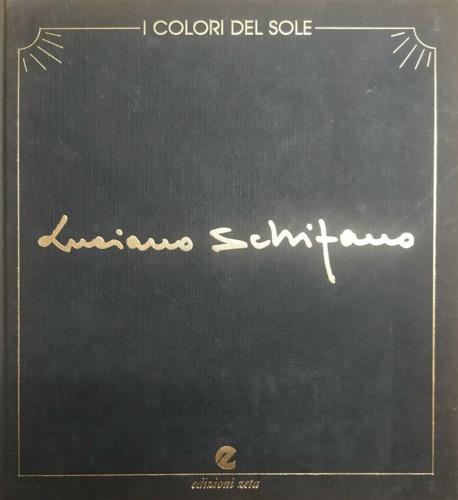 I COLORI DEL SOLE
Luciano Schifano
edizioni zeta